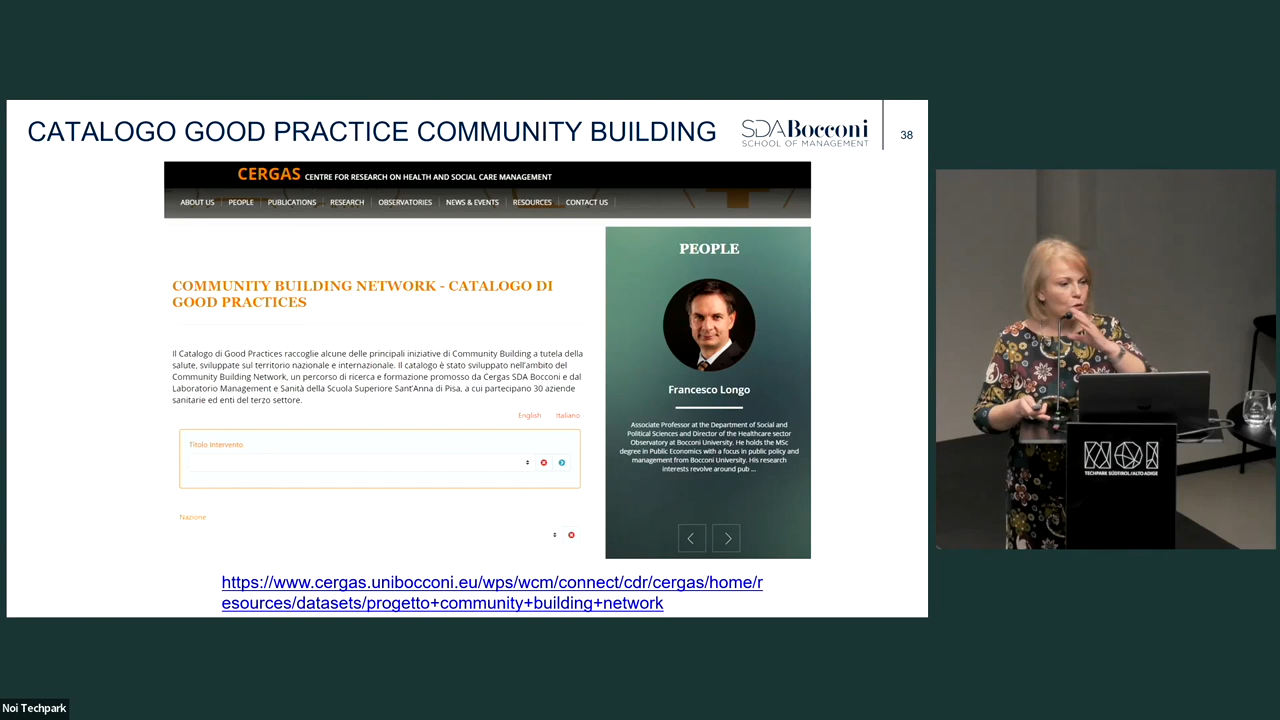 CATALOGO GOOD PRACTICE COMMUNITY BUILDING
SDA Bocconi
SCHOOL OF MANAGEMENT
38
CERGAS CENTRE FOR RESEARCH ON HEALTH AND SOCIAL CARE MANAGEMENT
ABOUT US PEOPLE PUBLICATIONS RESEARCH OBSERVATORIES NEWS & EVENTS RESOURCES CONTACT US
COMMUNITY BUILDING NETWORK - CATALOGO DI
GOOD PRACTICES
Il Catalogo di Good Practices raccoglie alcune delle principali iniziative di Community Building a tutela della
salute, sviluppate sul territorio nazionale e internazionale. Il catalogo è stato sviluppato nell'ambito del
Community Building Network, un percorso di ricerca e formazione promosso da Cergas SDA Bocconi e dal
Laboratorio Management e Sanità della Scuola Superiore Sant'Anna di Pisa, a cui partecipano 30 aziende
sanitarie ed enti del terzo settore.
English Italiano
Titolo Intervento
Nazione
PEOPLE
Francesco Longo
Associate Professor at the Department of Social and
Political Sciences and Director of the Healthcare sector
Observatory at Bocconi University. He holds the MSc
degree in Public Economics with a focus in public policy and
management from Bocconi University. His research
interests revolve around pub ...
https://www.cergas.unibocconi.eu/wps/wcm/connect/cdr/cergas/home/r
esources/datasets/progetto+community+building+network
NOI
TECHPARK SÜDTIROL/ALTO ADIGE
Noi Techpark